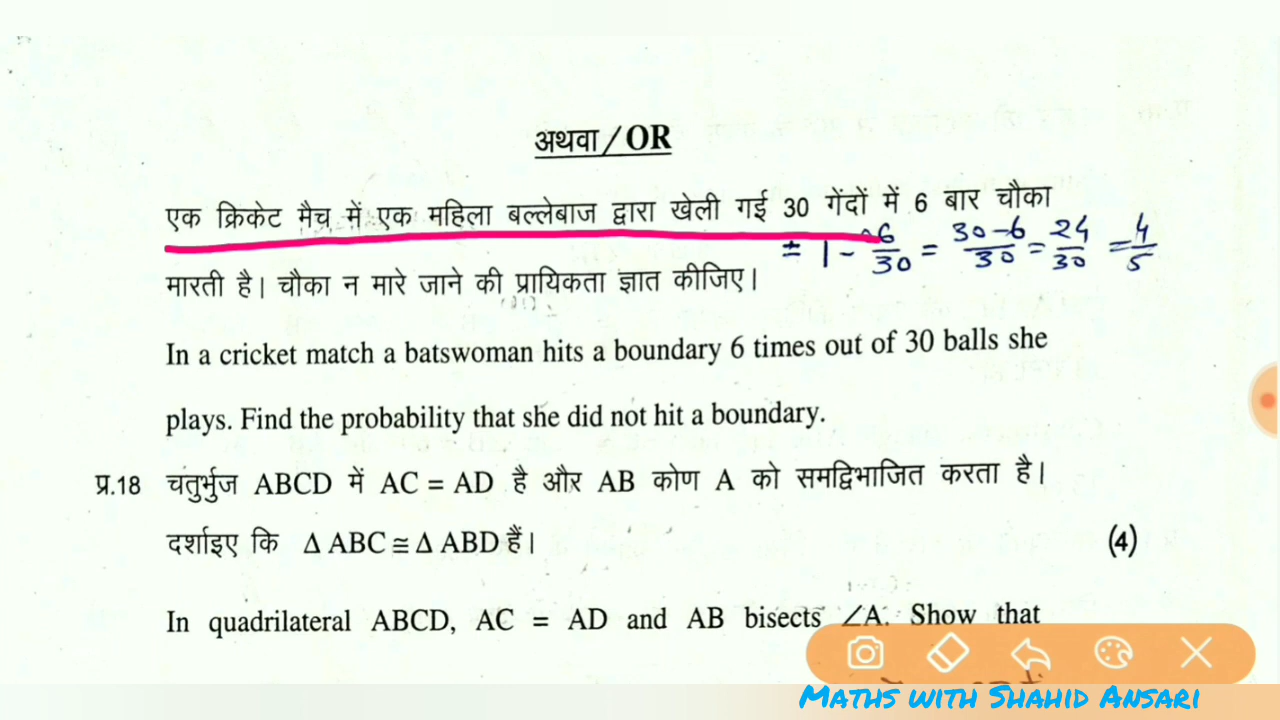 अथवा/OR
एक क्रिकेट मैच में एक महिला बल्लेबाज द्वारा खेली गई 30 गेंदों में 6 बार चौका
= 1 - 6/30 = 30-6/30 = 24/30 = 4/5
मारती है। चौका न मारे जाने की प्रायिकता ज्ञात कीजिए।
In a cricket match a batswoman hits a boundary 6 times out of 30 balls she
plays. Find the probability that she did not hit a boundary.
प्र.18 चतुर्भुज ABCD में AC = AD है और AB कोण A को समद्विभाजित करता है।
दर्शाइए कि Δ ABC ≅ Δ ABD हैं। (4)
In quadrilateral ABCD, AC = AD and AB bisects ∠A. Show that
Maths with Shahid Ansari